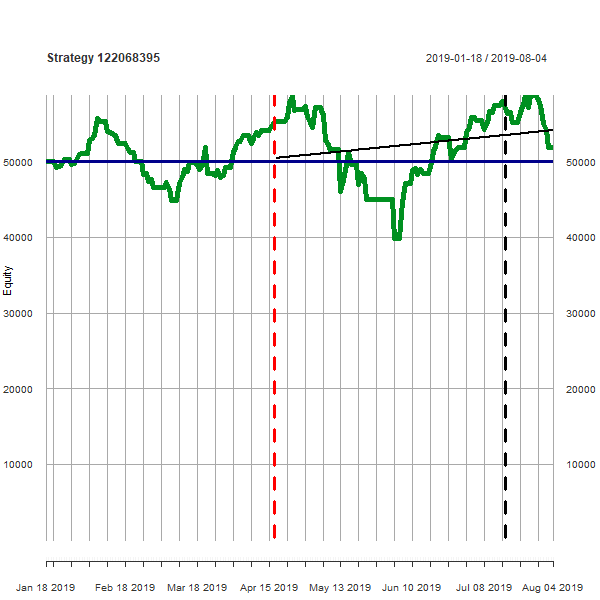 Strategy 122068395
2019-01-18 / 2019-08-04
50000
50000
40000
40000
Equity
30000
30000
20000
20000
10000
10000
Jan 18 2019
Feb 18 2019
Mar 18 2019
Apr 15 2019
May 13 2019
Jun 10 2019
Jul 08 2019
Aug 04 2019